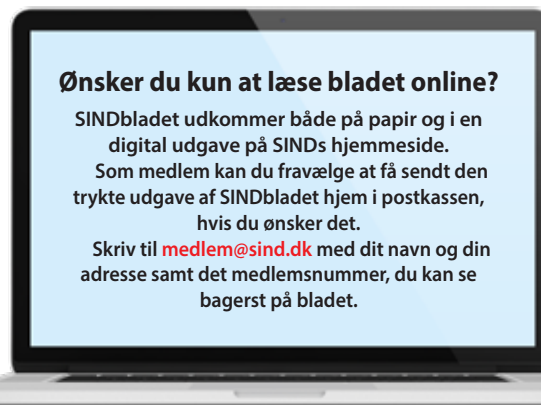 Ønsker du kun at læse bladet online?
SINDbladet udkommer både på papir og i en
digital udgave på SINDs hjemmeside.
Som medlem kan du fravælge at få sendt den
trykte udgave af SINDbladet hjem i postkassen,
hvis du ønsker det.
Skriv til medlem@sind.dk med dit navn og din
adresse samt det medlemsnummer, du kan se
bagerst på bladet.